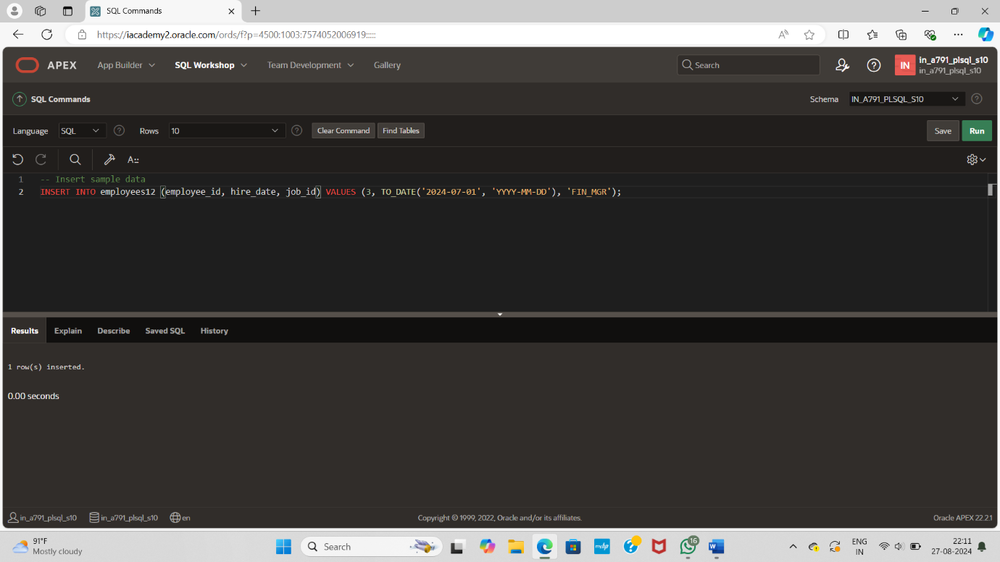 SQL Commands
https://iacademy2.oracle.com/ords/f?p=4500:1003:7574052006919:::::
APEX App Builder SQL Workshop Team Development Gallery Search IN in_a791_plsql_s10
in_a791_plsql_s10
SQL Commands Schema IN_A791_PLSQL_S10
Language SQL Rows 10 Clear Command Find Tables Save Run
A::
1 -- Insert sample data
2 INSERT INTO employees12 (employee_id, hire_date, job_id) VALUES (3, TO_DATE('2024-07-01', 'YYYY-MM-DD'), 'FIN_MGR');
Results Explain Describe Saved SQL History
1 row(s) inserted.
0.00 seconds
in_a791_plsql_s10 in_a791_plsql_s10 en Copyright © 1999, 2022, Oracle and/or its affiliates. Oracle APEX 22.2.1
91°F
Mostly cloudy
Search
myhp
16
W
ENG
IN
22:11
27-08-2024